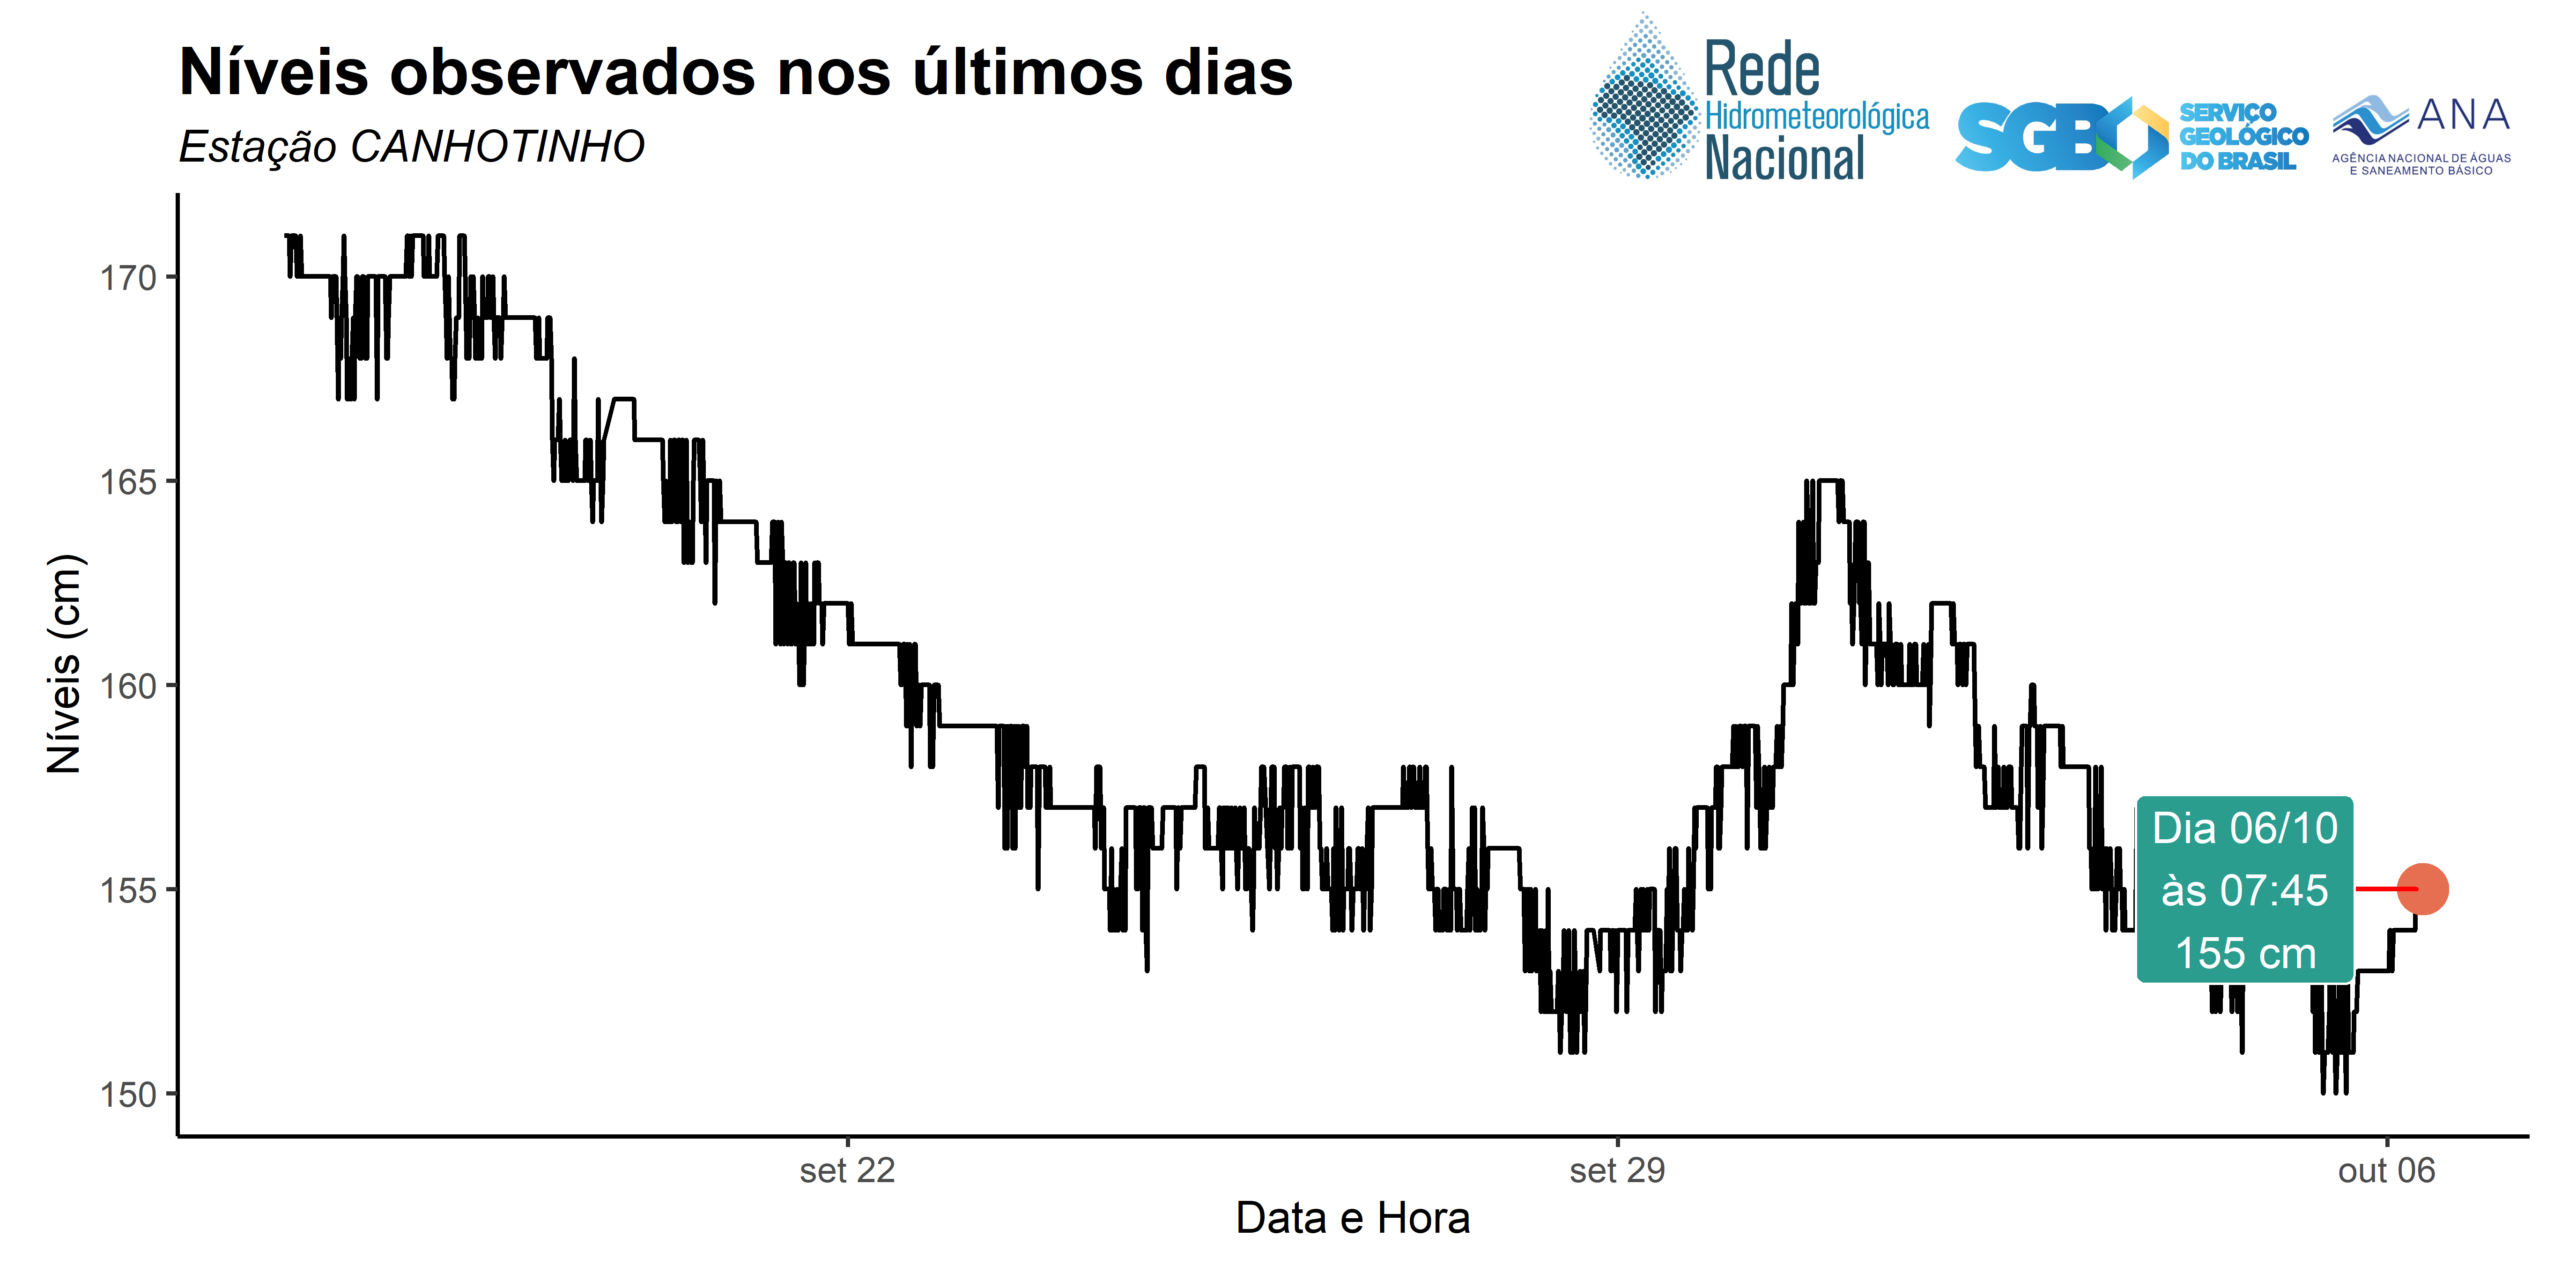 Níveis observados nos últimos dias
Estação CANHOTINHO
Rede
Hidrometeorológica
Nacional
SGB
SERVIÇO
GEOLÓGICO
DO BRASIL
ANA
AGÊNCIA NACIONAL DE ÁGUAS
E SANEAMENTO BÁSICO
Níveis (cm)
170
165
160
155
150
Dia 06/10
às 07:45
155 cm
set 22
set 29
out 06
Data e Hora